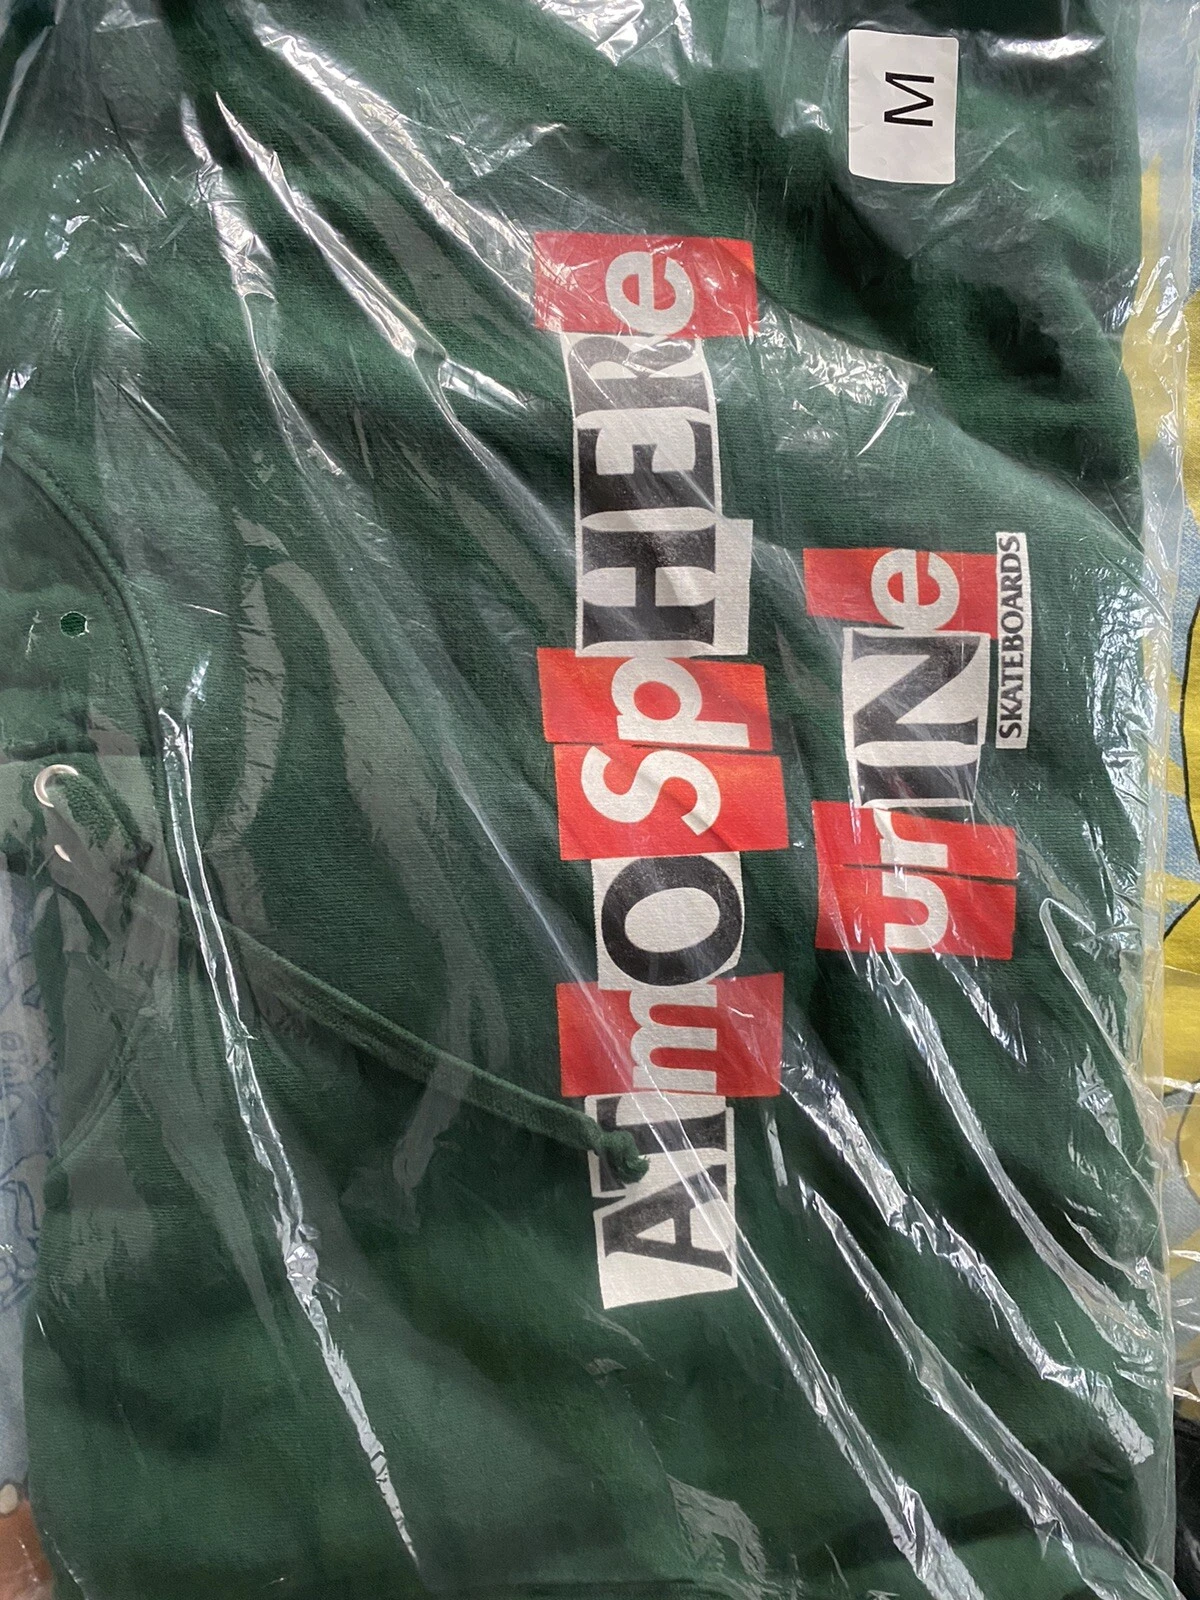 M
ATmOSpHERe
urINe
SKATEBOARDS